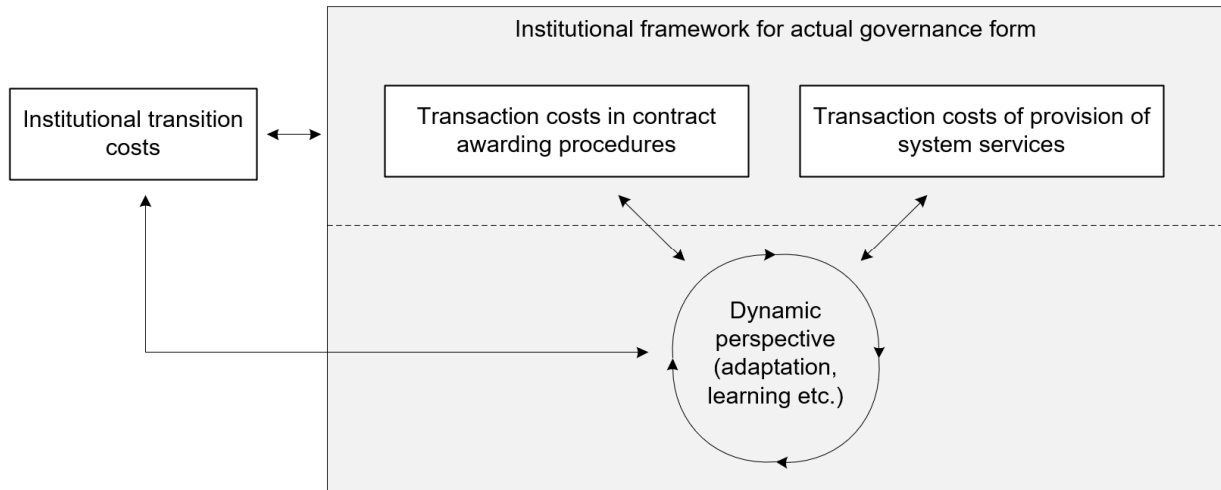 Institutional framework for actual governance form
Institutional transition
costs
Transaction costs in contract
awarding procedures
Transaction costs of provision of
system services
Dynamic
perspective
(adaptation,
learning etc.)